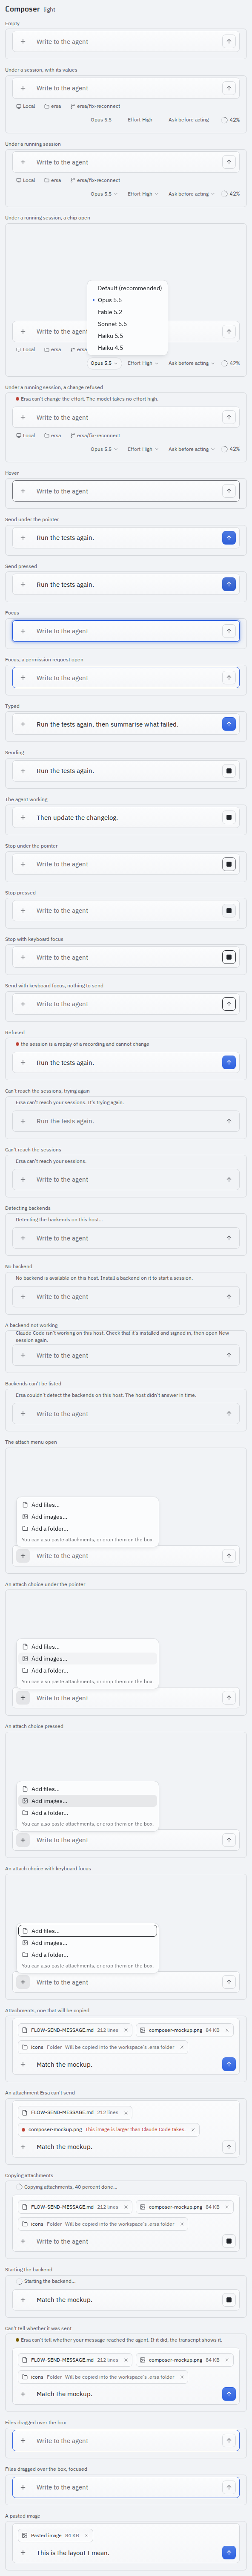 Composer light
Empty
Write to the agent
Under a session, with its values
Write to the agent
Local ersa ersa/fix-reconnect
Opus 5.5 Effort High Ask before acting 42%
Under a running session
Write to the agent
Local ersa ersa/fix-reconnect
Opus 5.5 Effort High Ask before acting 42%
Under a running session, a chip open
Default (recommended)
Opus 5.5
Fable 5.2
Sonnet 5.5
Haiku 5.5
Haiku 4.5
Write to the agent
Local ersa
Opus 5.5 Effort High Ask before acting 42%
Under a running session, a change refused
Ersa can't change the effort. The model takes no effort high.
Write to the agent
Local ersa ersa/fix-reconnect
Opus 5.5 Effort High Ask before acting 42%
Hover
Write to the agent
Send under the pointer
Run the tests again.
Send pressed
Run the tests again.
Focus
Write to the agent
Focus, a permission request open
Write to the agent
Typed
Run the tests again, then summarise what failed.
Sending
Run the tests again.
The agent working
Then update the changelog.
Stop under the pointer
Write to the agent
Stop pressed
Write to the agent
Stop with keyboard focus
Write to the agent
Send with keyboard focus, nothing to send
Write to the agent
Refused
the session is a replay of a recording and cannot change
Run the tests again.
Can't reach the sessions, trying again
Ersa can't reach your sessions. It's trying again.
Run the tests again.
Can't reach the sessions
Ersa can't reach your sessions.
Write to the agent
Detecting backends
Detecting the backends on this host…
Write to the agent
No backend
No backend is available on this host. Install a backend on it to start a session.
Write to the agent
A backend not working
Claude Code isn't working on this host. Check that it's installed and signed in, then open New
session again.
Write to the agent
Backends can't be listed
Ersa couldn't detect the backends on this host. The host didn't answer in time.
Write to the agent
The attach menu open
Add files…
Add images…
Add a folder…
You can also paste attachments, or drop them on the box.
Write to the agent
An attach choice under the pointer
Add files…
Add images…
Add a folder…
You can also paste attachments, or drop them on the box.
Write to the agent
An attach choice pressed
Add files…
Add images…
Add a folder…
You can also paste attachments, or drop them on the box.
Write to the agent
An attach choice with keyboard focus
Add files…
Add images…
Add a folder…
You can also paste attachments, or drop them on the box.
Write to the agent
Attachments, one that will be copied
FLOW-SEND-MESSAGE.md 212 lines composer-mockup.png 84 KB
icons Folder Will be copied into the workspace's .ersa folder
Match the mockup.
An attachment Ersa can't send
FLOW-SEND-MESSAGE.md 212 lines
composer-mockup.png This image is larger than Claude Code takes.
Match the mockup.
Copying attachments
Copying attachments, 40 percent done…
FLOW-SEND-MESSAGE.md 212 lines composer-mockup.png 84 KB
icons Folder Will be copied into the workspace's .ersa folder
Write to the agent
Starting the backend
Starting the backend…
Match the mockup.
Can't tell whether it was sent
Ersa can't tell whether your message reached the agent. If it did, the transcript shows it.
FLOW-SEND-MESSAGE.md 212 lines composer-mockup.png 84 KB
icons Folder Will be copied into the workspace's .ersa folder
Match the mockup.
Files dragged over the box
Write to the agent
Files dragged over the box, focused
Write to the agent
A pasted image
Pasted image 84 KB
This is the layout I mean.